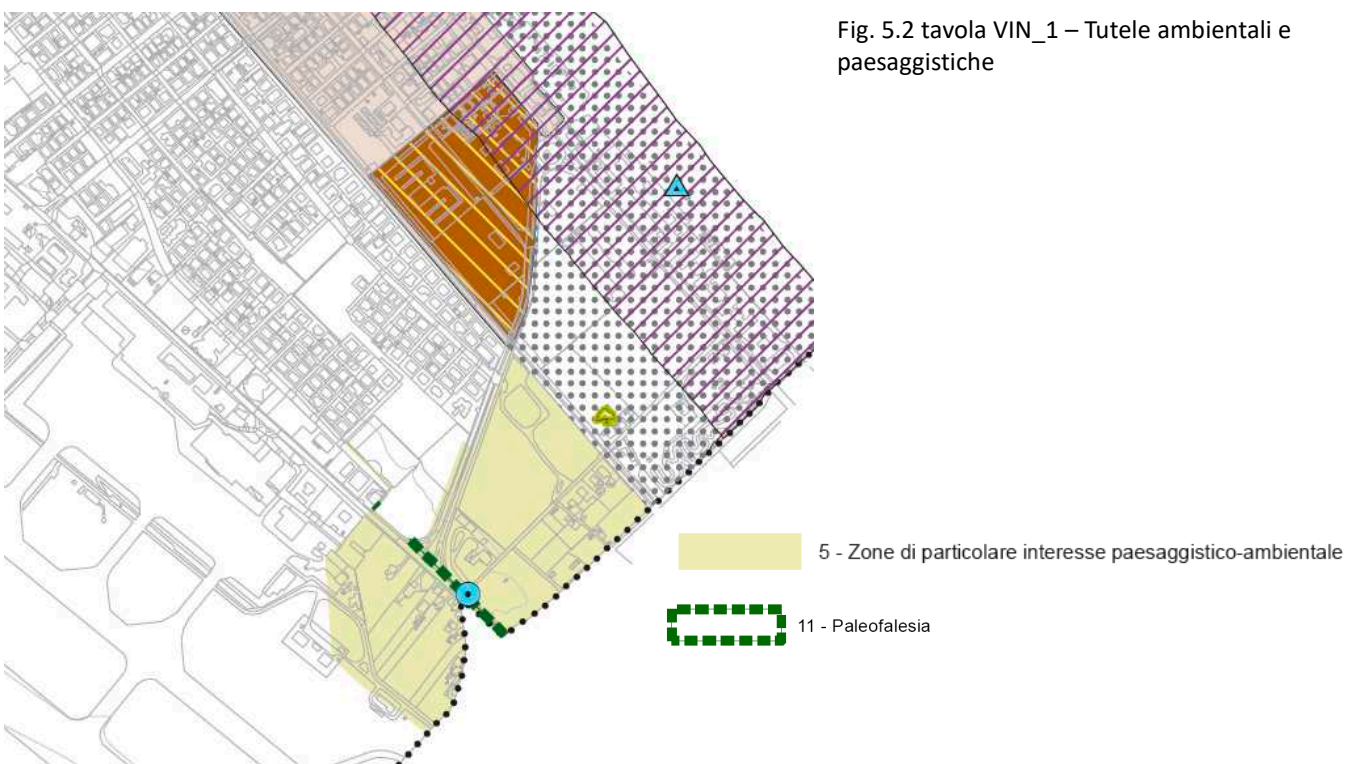 Fig. 5.2 tavola VIN_1 – Tutele ambientali e
paesaggistiche
5 - Zone di particolare interesse paesaggistico-ambientale
11 - Paleofalesia